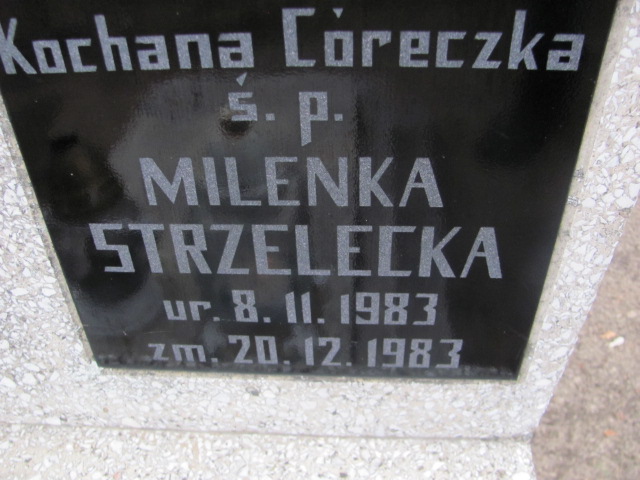 Kochana Córeczka
ś. p.
MILENKA
STRZELECKA
ur. 8. 11. 1983
zm. 20. 12. 1983